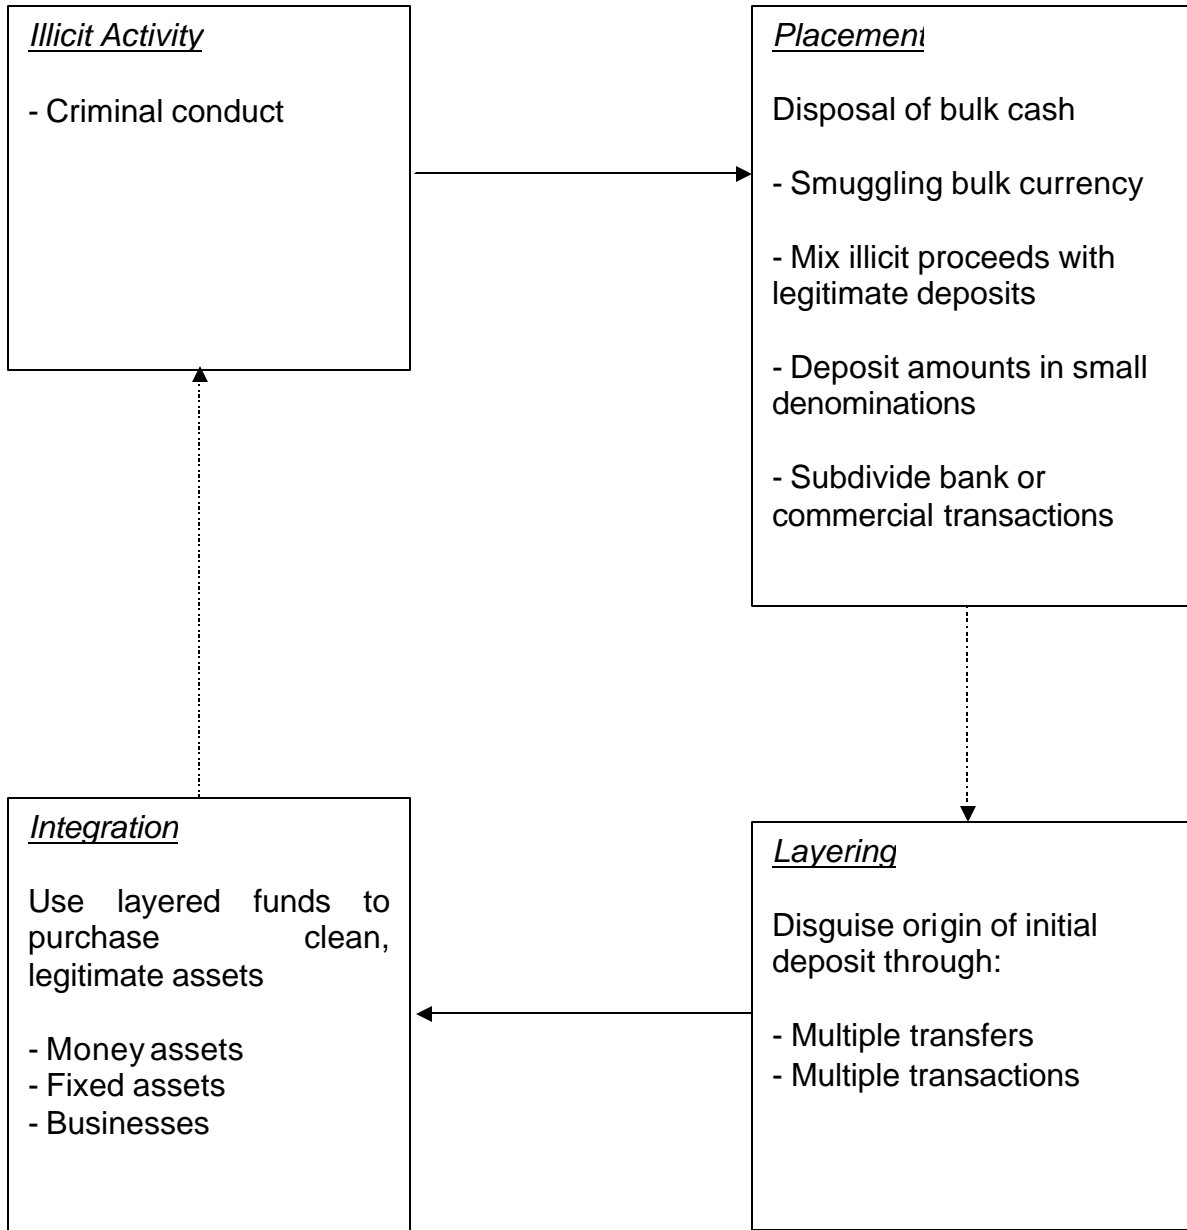 Illicit Activity
- Criminal conduct
Placement
Disposal of bulk cash
- Smuggling bulk currency
- Mix illicit proceeds with
legitimate deposits
- Deposit amounts in small
denominations
- Subdivide bank or
commercial transactions
Integration
Use layered funds to
purchase clean,
legitimate assets
- Money assets
- Fixed assets
- Businesses
Layering
Disguise origin of initial
deposit through:
- Multiple transfers
- Multiple transactions